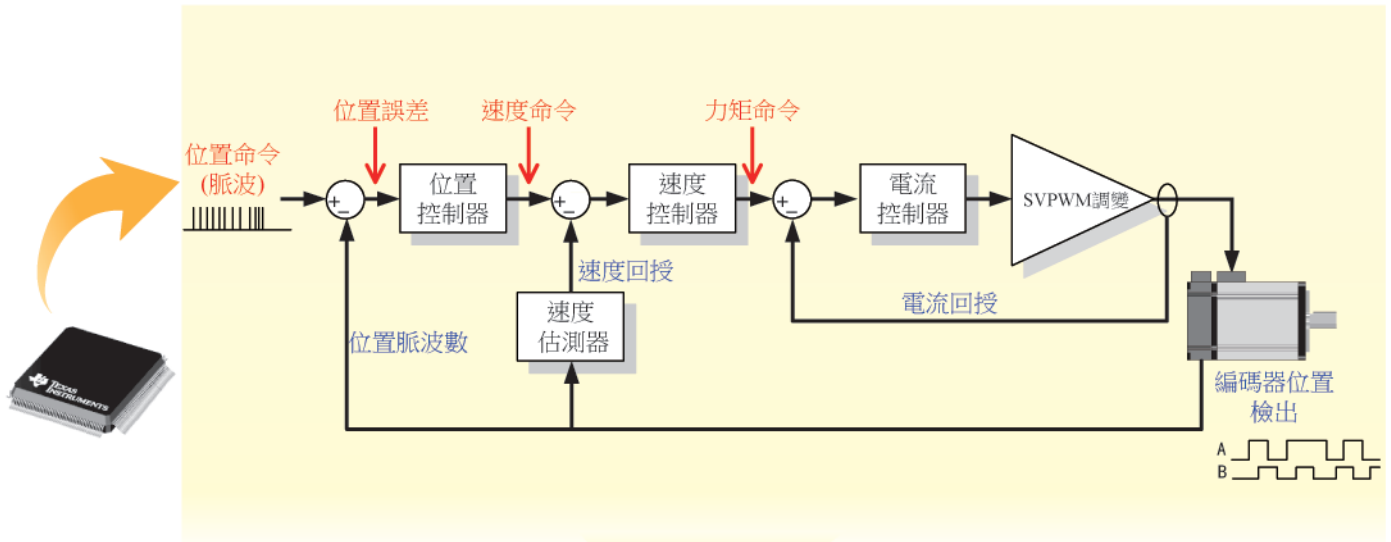 位置誤差
速度命令
力矩命令
位置命令
(脈波)
位置
控制器
速度
控制器
電流
控制器
SVPWM調變
+
−
+
−
+
−
速度回授
電流回授
速度
估測器
位置脈波數
TEXAS
INSTRUMENTS
編碼器位置
檢出
A
B